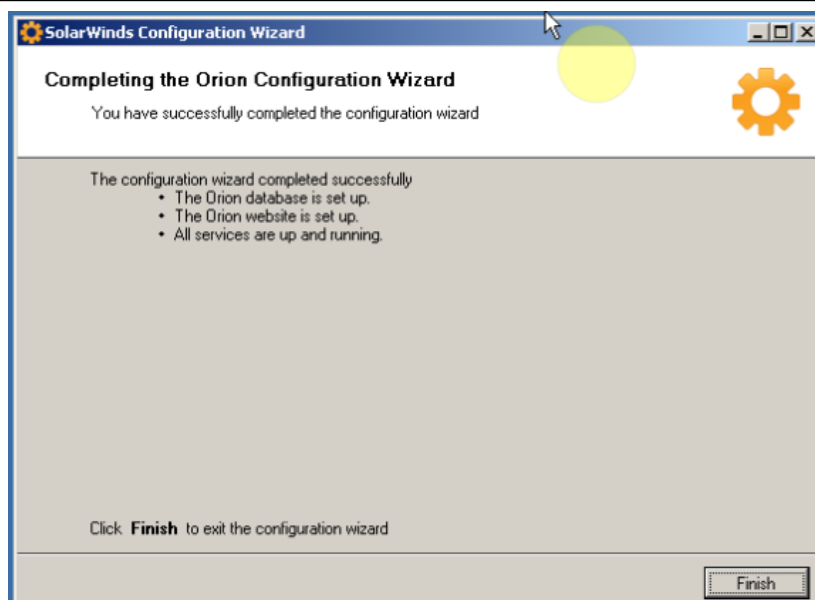 SolarWinds Configuration Wizard
Completing the Orion Configuration Wizard
You have successfully completed the configuration wizard
The configuration wizard completed successfully
• The Orion database is set up.
• The Orion website is set up.
• All services are up and running.
Click Finish to exit the configuration wizard
Finish